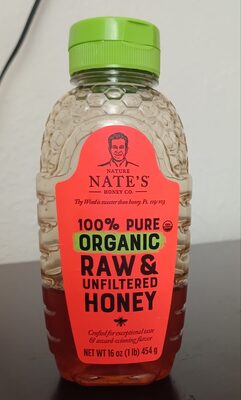 NATURE
NATE'S
HONEY CO.
Thy Word is sweeter than honey. Ps. 119:103
100% PURE
ORGANIC
RAW &
UNFILTERED
HONEY
Crafted for exceptional taste
& award-winning flavor
NET WT 16 oz (1 lb) 454 g